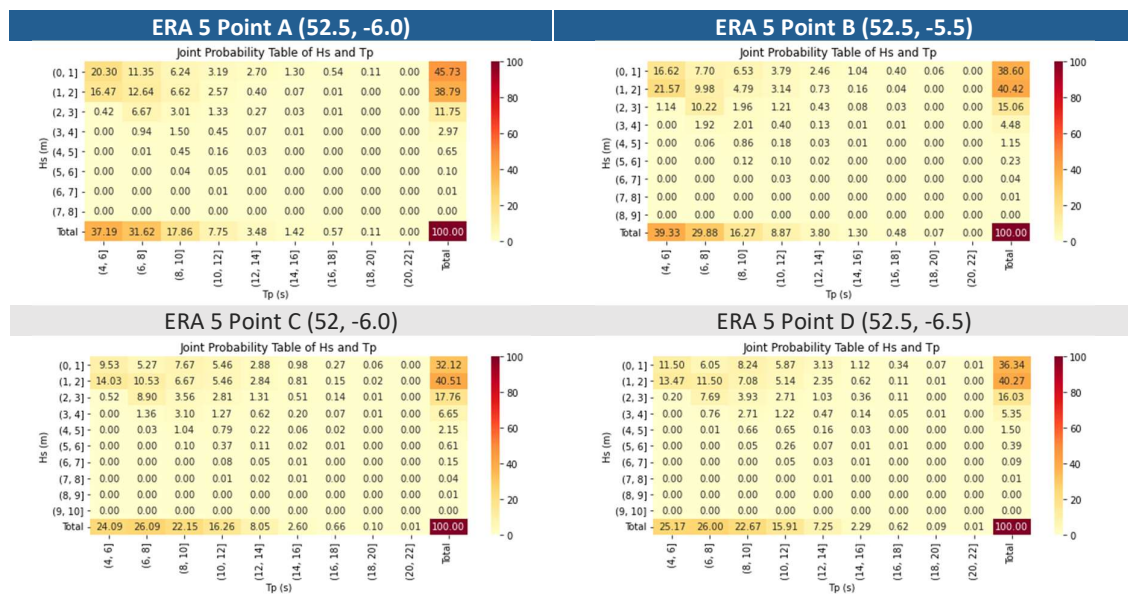 ERA 5 Point A (52.5, -6.0)
Joint Probability Table of Hs and Tp
Hs (m)
(0, 1] 20.30 11.35 6.24 3.19 2.70 1.30 0.54 0.11 0.00 45.73
(1, 2] 16.47 12.64 6.62 2.57 0.40 0.07 0.01 0.00 0.00 38.79
(2, 3] 0.42 6.67 3.01 1.33 0.27 0.03 0.01 0.00 0.00 11.75
(3, 4] 0.00 0.94 1.50 0.45 0.07 0.01 0.00 0.00 0.00 2.97
(4, 5] 0.00 0.01 0.45 0.16 0.03 0.00 0.00 0.00 0.00 0.65
(5, 6] 0.00 0.00 0.04 0.05 0.01 0.00 0.00 0.00 0.00 0.10
(6, 7] 0.00 0.00 0.00 0.01 0.00 0.00 0.00 0.00 0.00 0.01
(7, 8] 0.00 0.00 0.00 0.00 0.00 0.00 0.00 0.00 0.00 0.00
Total 37.19 31.62 17.86 7.75 3.48 1.42 0.57 0.11 0.00 100.00
(4, 6] (6, 8] (8, 10] (10, 12] (12, 14] (14, 16] (16, 18] (18, 20] (20, 22] Total
Tp (s)
100
80
60
40
20
0
ERA 5 Point B (52.5, -5.5)
Joint Probability Table of Hs and Tp
Hs (m)
(0, 1] 16.62 7.70 6.53 3.79 2.46 1.04 0.40 0.06 0.00 38.60
(1, 2] 21.57 9.98 4.79 3.14 0.73 0.16 0.04 0.00 0.00 40.42
(2, 3] 1.14 10.22 1.96 1.21 0.43 0.08 0.03 0.00 0.00 15.06
(3, 4] 0.00 1.92 2.01 0.40 0.13 0.01 0.01 0.00 0.00 4.48
(4, 5] 0.00 0.06 0.86 0.18 0.03 0.01 0.00 0.00 0.00 1.15
(5, 6] 0.00 0.00 0.12 0.10 0.02 0.00 0.00 0.00 0.00 0.23
(6, 7] 0.00 0.00 0.00 0.03 0.00 0.00 0.00 0.00 0.00 0.04
(7, 8] 0.00 0.00 0.00 0.00 0.00 0.00 0.00 0.00 0.00 0.01
(8, 9] 0.00 0.00 0.00 0.00 0.00 0.00 0.00 0.00 0.00 0.00
Total 39.33 29.88 16.27 8.87 3.80 1.30 0.48 0.07 0.00 100.00
(4, 6] (6, 8] (8, 10] (10, 12] (12, 14] (14, 16] (16, 18] (18, 20] (20, 22] Total
Tp (s)
100
80
60
40
20
0
ERA 5 Point C (52, -6.0)
Joint Probability Table of Hs and Tp
Hs (m)
(0, 1] 9.53 5.27 7.67 5.46 2.88 0.98 0.27 0.06 0.00 32.12
(1, 2] 14.03 10.53 6.67 5.46 2.84 0.81 0.15 0.02 0.00 40.51
(2, 3] 0.52 8.90 3.56 2.81 1.31 0.51 0.14 0.01 0.00 17.76
(3, 4] 0.00 1.36 3.10 1.27 0.62 0.20 0.07 0.01 0.00 6.65
(4, 5] 0.00 0.03 1.04 0.79 0.22 0.06 0.02 0.00 0.00 2.15
(5, 6] 0.00 0.00 0.10 0.37 0.11 0.02 0.01 0.00 0.00 0.61
(6, 7] 0.00 0.00 0.00 0.08 0.05 0.01 0.00 0.00 0.00 0.15
(7, 8] 0.00 0.00 0.00 0.01 0.02 0.01 0.00 0.00 0.00 0.04
(8, 9] 0.00 0.00 0.00 0.00 0.00 0.00 0.00 0.00 0.00 0.01
(9, 10] 0.00 0.00 0.00 0.00 0.00 0.00 0.00 0.00 0.00 0.00
Total 24.09 26.09 22.15 16.26 8.05 2.60 0.66 0.10 0.01 100.00
(4, 6] (6, 8] (8, 10] (10, 12] (12, 14] (14, 16] (16, 18] (18, 20] (20, 22] Total
Tp (s)
100
80
60
40
20
0
ERA 5 Point D (52.5, -6.5)
Joint Probability Table of Hs and Tp
Hs (m)
(0, 1] 11.50 6.05 8.24 5.87 3.13 1.12 0.34 0.07 0.01 36.34
(1, 2] 13.47 11.50 7.08 5.14 2.35 0.62 0.11 0.01 0.00 40.27
(2, 3] 0.20 7.69 3.93 2.71 1.03 0.36 0.11 0.00 0.00 16.03
(3, 4] 0.00 0.76 2.71 1.22 0.47 0.14 0.05 0.01 0.00 5.35
(4, 5] 0.00 0.01 0.66 0.65 0.16 0.03 0.00 0.00 0.00 1.50
(5, 6] 0.00 0.00 0.05 0.26 0.07 0.01 0.01 0.00 0.00 0.39
(6, 7] 0.00 0.00 0.00 0.05 0.03 0.01 0.00 0.00 0.00 0.09
(7, 8] 0.00 0.00 0.00 0.00 0.01 0.00 0.00 0.00 0.00 0.01
(8, 9] 0.00 0.00 0.00 0.00 0.00 0.00 0.00 0.00 0.00 0.00
(9, 10] 0.00 0.00 0.00 0.00 0.00 0.00 0.00 0.00 0.00 0.00
Total 25.17 26.00 22.67 15.91 7.25 2.29 0.62 0.09 0.01 100.00
(4, 6] (6, 8] (8, 10] (10, 12] (12, 14] (14, 16] (16, 18] (18, 20] (20, 22] Total
Tp (s)
100
80
60
40
20
0